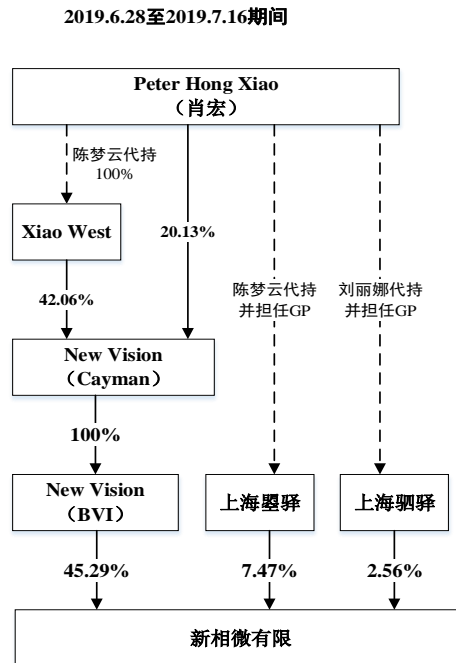 2019.6.28至2019.7.16期间
Peter Hong Xiao
（肖宏）
陈梦云代持
100%
Xiao West
20.13%
42.06%
陈梦云代持
并担任GP
刘丽娜代持
并担任GP
New Vision
（Cayman）
100%
New Vision
（BVI）
上海曌驿
上海驷驿
45.29%
7.47%
2.56%
新相微有限